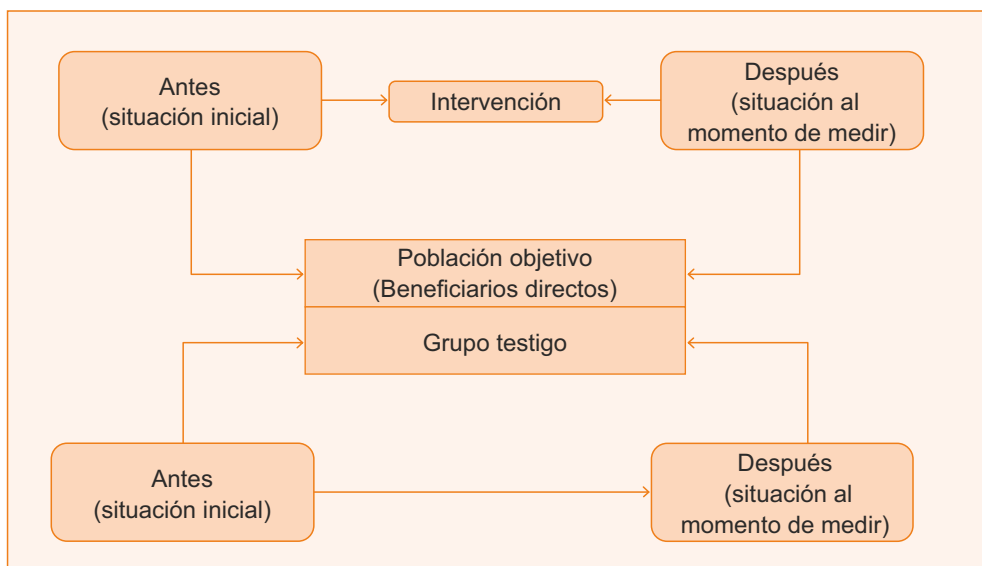 Antes
(situación inicial)
Intervención
Después
(situación al
momento de medir)
Población objetivo
(Beneficiarios directos)
Grupo testigo
Antes
(situación inicial)
Después
(situación al
momento de medir)